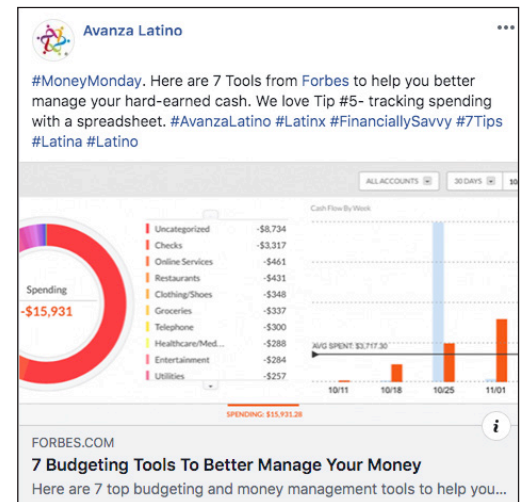 Avanza Latino
#MoneyMonday. Here are 7 Tools from Forbes to help you better
manage your hard-earned cash. We love Tip #5- tracking spending
with a spreadsheet. #AvanzaLatino #Latinx #FinanciallySavvy #7Tips
#Latina #Latino
ALL ACCOUNTS 30 DAYS 10
Cash Flow By Week
Spending
-$15,931
Uncategorized -$8,734
Checks -$3,317
Online Services -$461
Restaurants -$431
Clothing/Shoes -$348
Groceries -$337
Telephone -$300
Healthcare/Med... -$288
Entertainment -$284
Utilities -$257
AVG SPENT: $3,717.30
10/11 10/18 10/25 11/01
SPENDING: $15,931.28
i
FORBES.COM
7 Budgeting Tools To Better Manage Your Money
Here are 7 top budgeting and money management tools to help you...